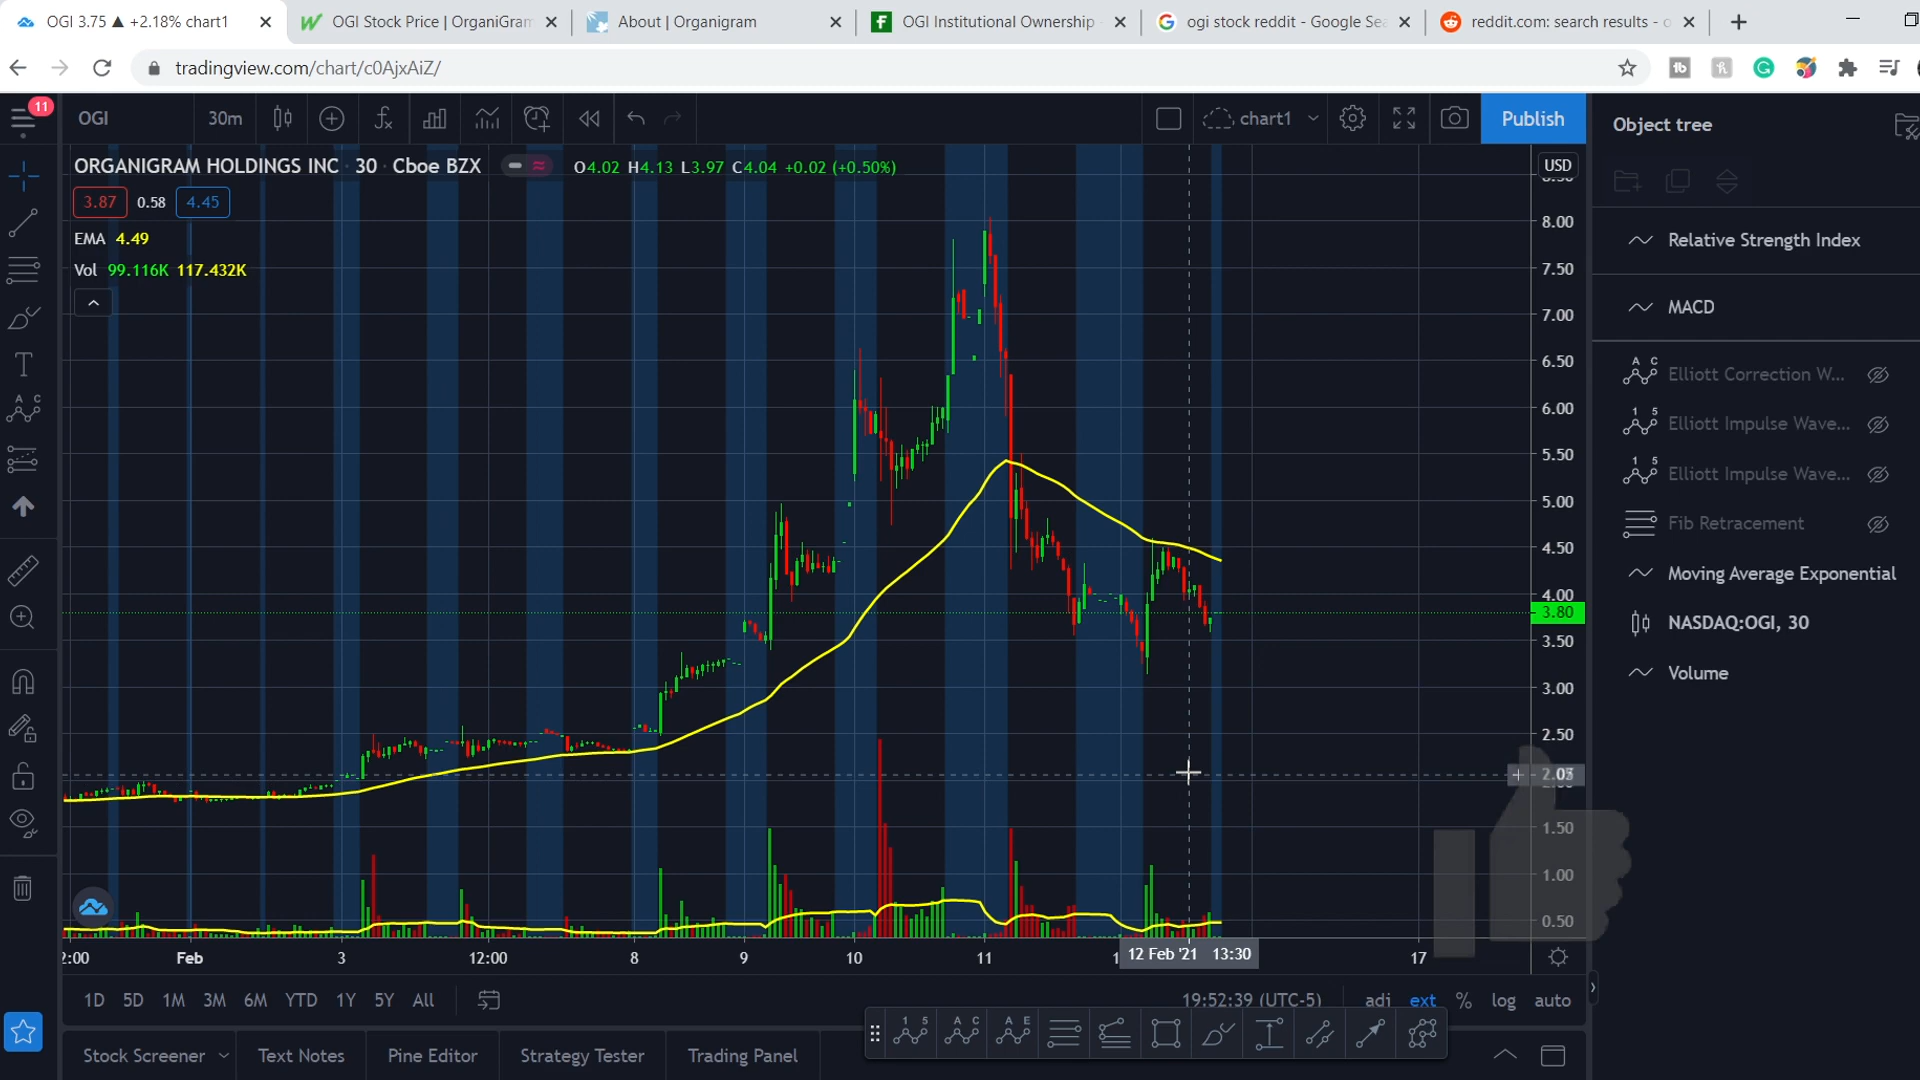 OGI 3.75 ▲ +2.18% chart1
OGI Stock Price | OrganiGram
About | Organigram
OGI Institutional Ownership
ogi stock reddit - Google Sea
reddit.com: search results - o
tradingview.com/chart/c0AjxAiZ/
11
OGI
30m
chart1
Publish
Object tree
ORGANIGRAM HOLDINGS INC · 30 · Cboe BZX
O4.02 H4.13 L3.97 C4.04 +0.02 (+0.50%)
USD
3.87 0.58 4.45
EMA 4.49
Vol 99.116K 117.432K
8.00
7.50
7.00
6.50
6.00
5.50
5.00
4.50
4.00
3.80
3.50
3.00
2.50
1.50
1.00
0.50
Relative Strength Index
MACD
Elliott Correction W...
Elliott Impulse Wave...
Elliott Impulse Wave...
Fib Retracement
Moving Average Exponential
NASDAQ:OGI, 30
Volume
2:00 Feb 3 12:00 8 9 10 11 12 Feb '21 13:30 17
1D 5D 1M 3M 6M YTD 1Y 5Y All
19:52:39 (UTC-5) adj ext % log auto
Stock Screener Text Notes Pine Editor Strategy Tester Trading Panel